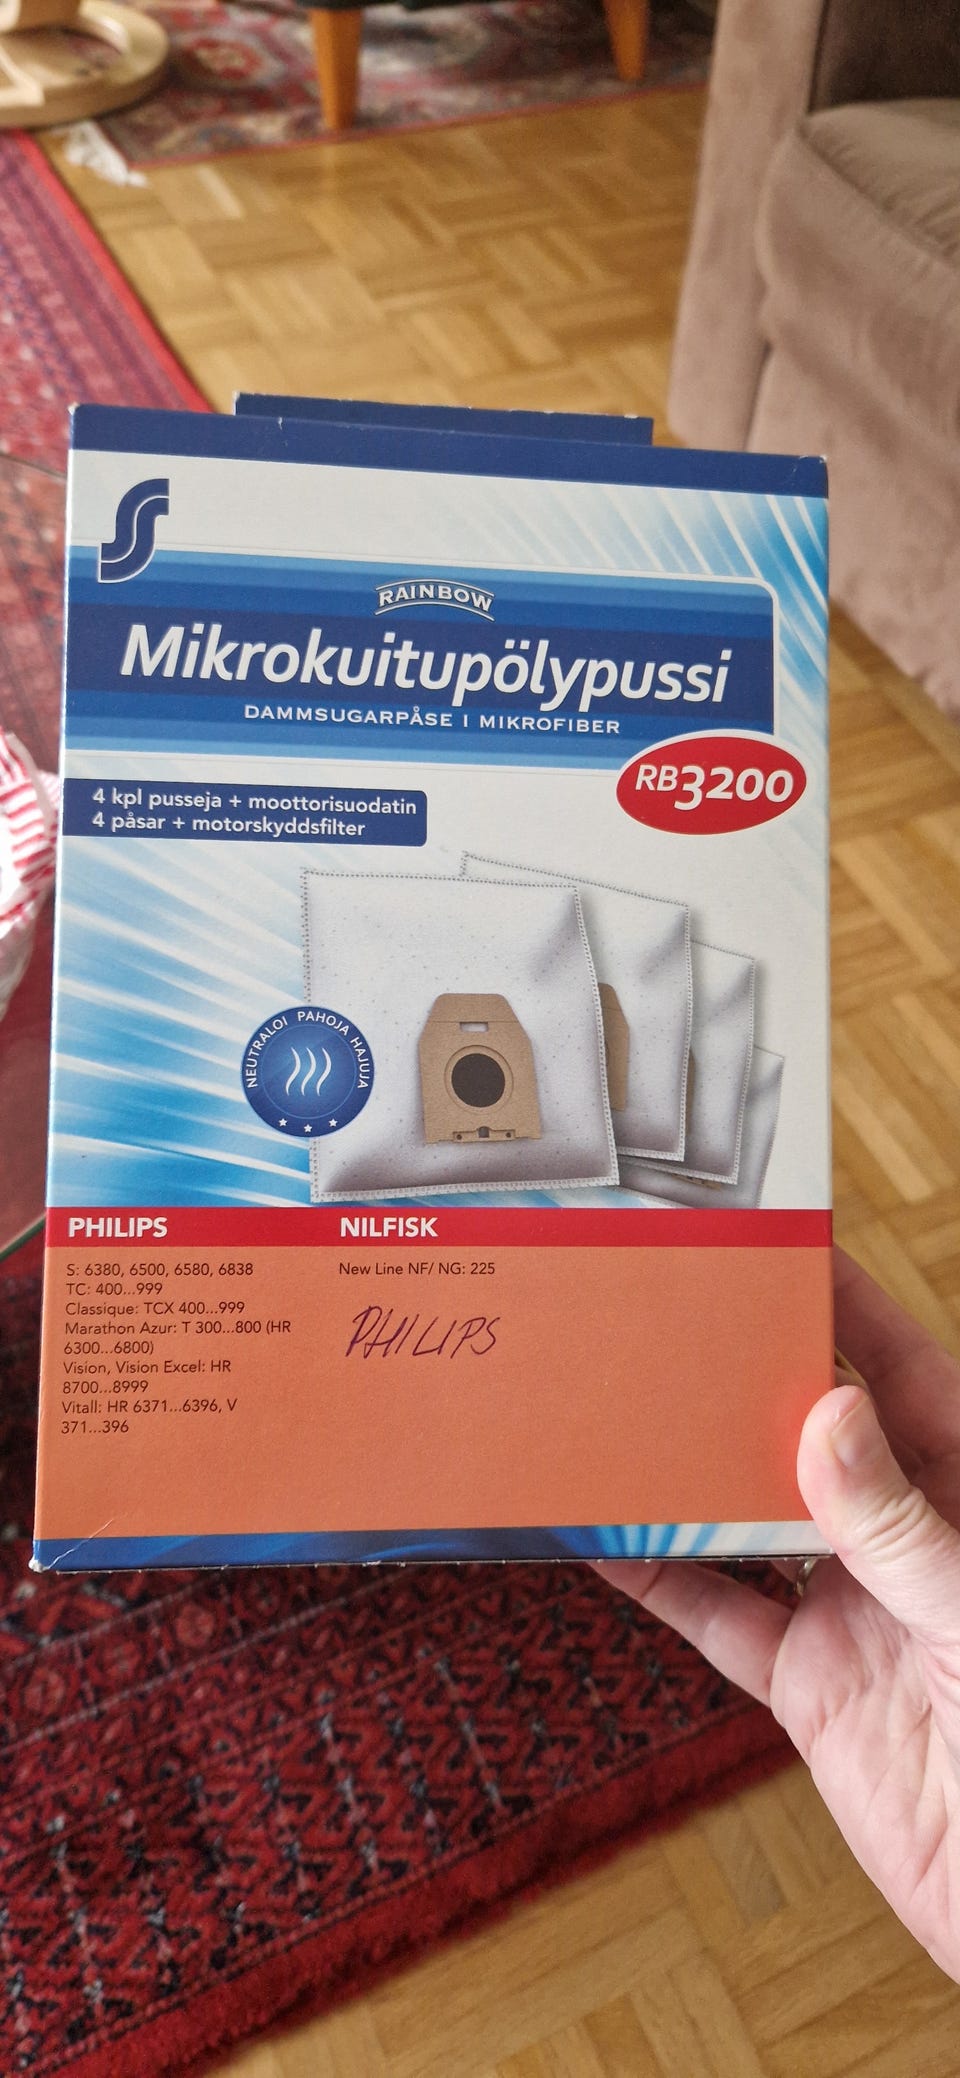 S
RAINBOW
Mikrokuitupölypussi
DAMMSUGARPÅSE I MIKROFIBER
RB3200
4 kpl pusseja + moottorisuodatin
4 påsar + motorskyddsfilter
NEUTRALOI PAHOJA HAJUJA
PHILIPS
S: 6380, 6500, 6580, 6838
TC: 400...999
Classique: TCX 400...999
Marathon Azur: T 300...800 (HR
6300...6800)
Vision, Vision Excel: HR
8700...8999
Vitall: HR 6371...6396, V
371...396
NILFISK
New Line NF/ NG: 225
PHILIPS